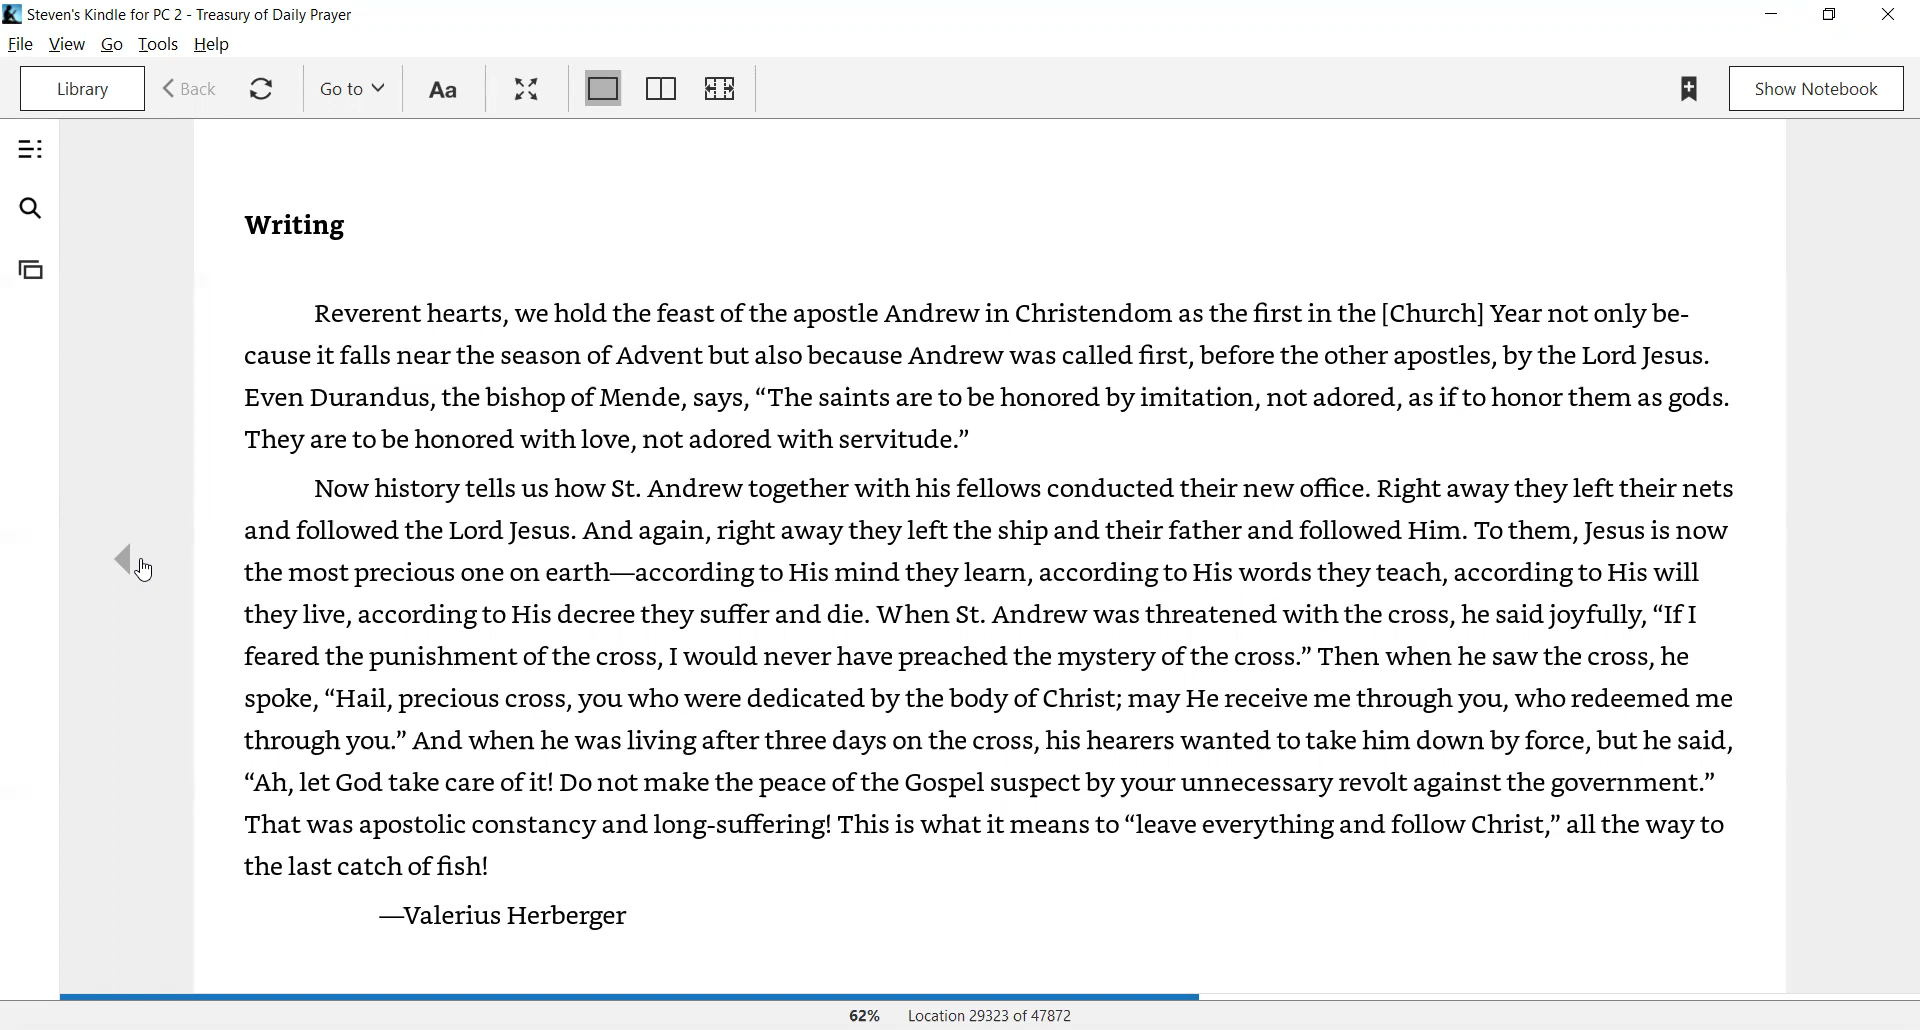 Steven's Kindle for PC 2 - Treasury of Daily Prayer
File View Go Tools Help
Library Back Go to Aa Show Notebook
Writing
Reverent hearts, we hold the feast of the apostle Andrew in Christendom as the first in the [Church] Year not only be-
cause it falls near the season of Advent but also because Andrew was called first, before the other apostles, by the Lord Jesus.
Even Durandus, the bishop of Mende, says, “The saints are to be honored by imitation, not adored, as if to honor them as gods.
They are to be honored with love, not adored with servitude.”
Now history tells us how St. Andrew together with his fellows conducted their new office. Right away they left their nets
and followed the Lord Jesus. And again, right away they left the ship and their father and followed Him. To them, Jesus is now
the most precious one on earth—according to His mind they learn, according to His words they teach, according to His will
they live, according to His decree they suffer and die. When St. Andrew was threatened with the cross, he said joyfully, “If I
feared the punishment of the cross, I would never have preached the mystery of the cross.” Then when he saw the cross, he
spoke, “Hail, precious cross, you who were dedicated by the body of Christ; may He receive me through you, who redeemed me
through you.” And when he was living after three days on the cross, his hearers wanted to take him down by force, but he said,
“Ah, let God take care of it! Do not make the peace of the Gospel suspect by your unnecessary revolt against the government.”
That was apostolic constancy and long-suffering! This is what it means to “leave everything and follow Christ,” all the way to
the last catch of fish!
—Valerius Herberger
62% Location 29323 of 47872